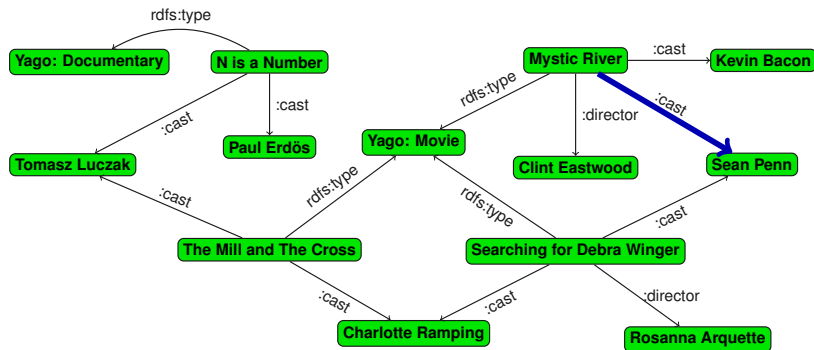 rdfs:type
Yago: Documentary
N is a Number
Mystic River
:cast
Kevin Bacon
:cast
:cast
rdfs:type
:cast
:director
Paul Erdös
Yago: Movie
Tomasz Luczak
Clint Eastwood
Sean Penn
:cast
rdfs:type
rdfs:type
:cast
The Mill and The Cross
Searching for Debra Winger
:cast
:cast
:director
Charlotte Ramping
Rosanna Arquette